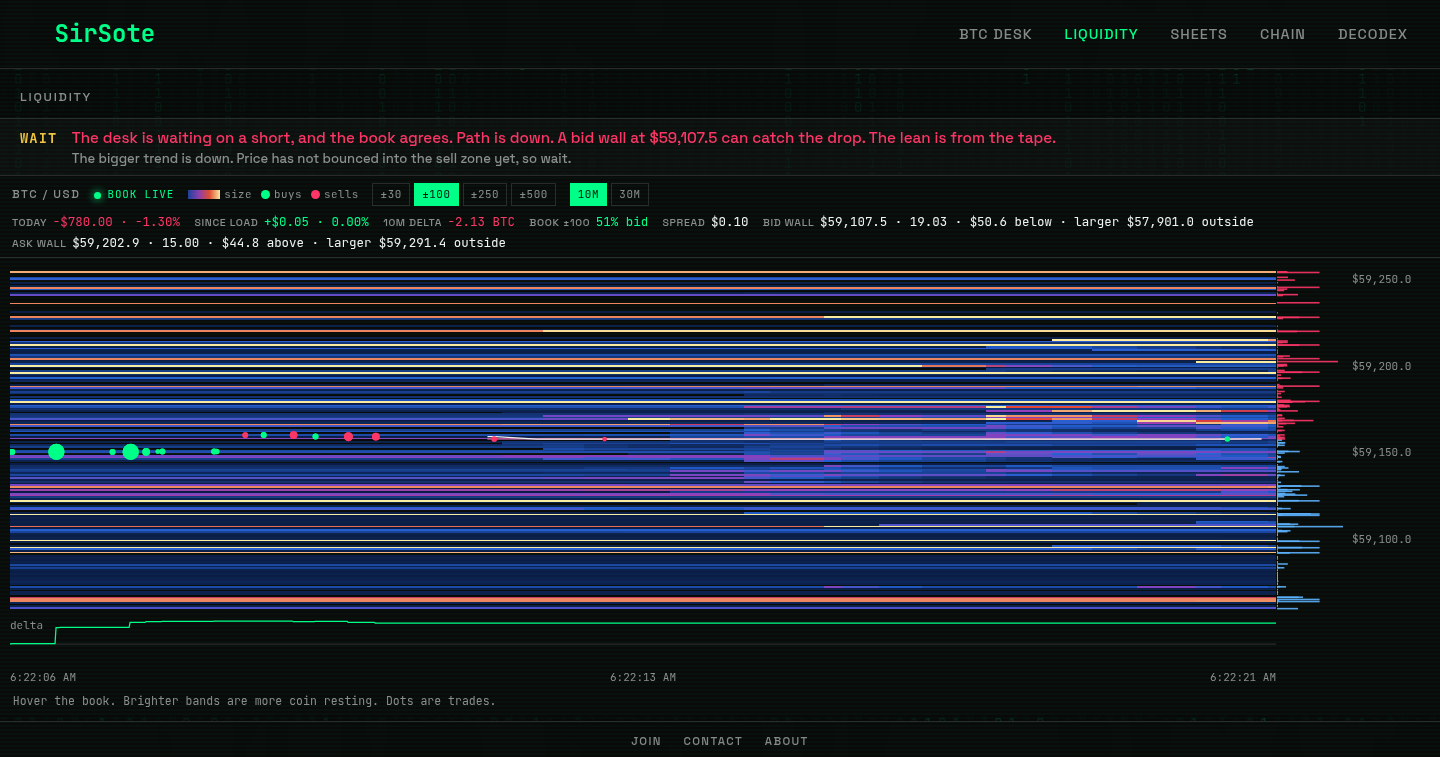 SirSote
BTC DESK LIQUIDITY SHEETS CHAIN DECODEX
LIQUIDITY
WAIT The desk is waiting on a short, and the book agrees. Path is down. A bid wall at $59,107.5 can catch the drop. The lean is from the tape.
The bigger trend is down. Price has not bounced into the sell zone yet, so wait.
BTC / USD BOOK LIVE size buys sells ±30 ±100 ±250 ±500 10M 30M
TODAY -$780.00 · -1.30% SINCE LOAD +$0.05 · 0.00% 10M DELTA -2.13 BTC BOOK ±100 51% bid SPREAD $0.10 BID WALL $59,107.5 · 19.03 · $50.6 below · larger $57,901.0 outside
ASK WALL $59,202.9 · 15.00 · $44.8 above · larger $59,291.4 outside
$59,250.0
$59,200.0
$59,150.0
$59,100.0
delta
6:22:06 AM 6:22:13 AM 6:22:21 AM
Hover the book. Brighter bands are more coin resting. Dots are trades.
JOIN CONTACT ABOUT